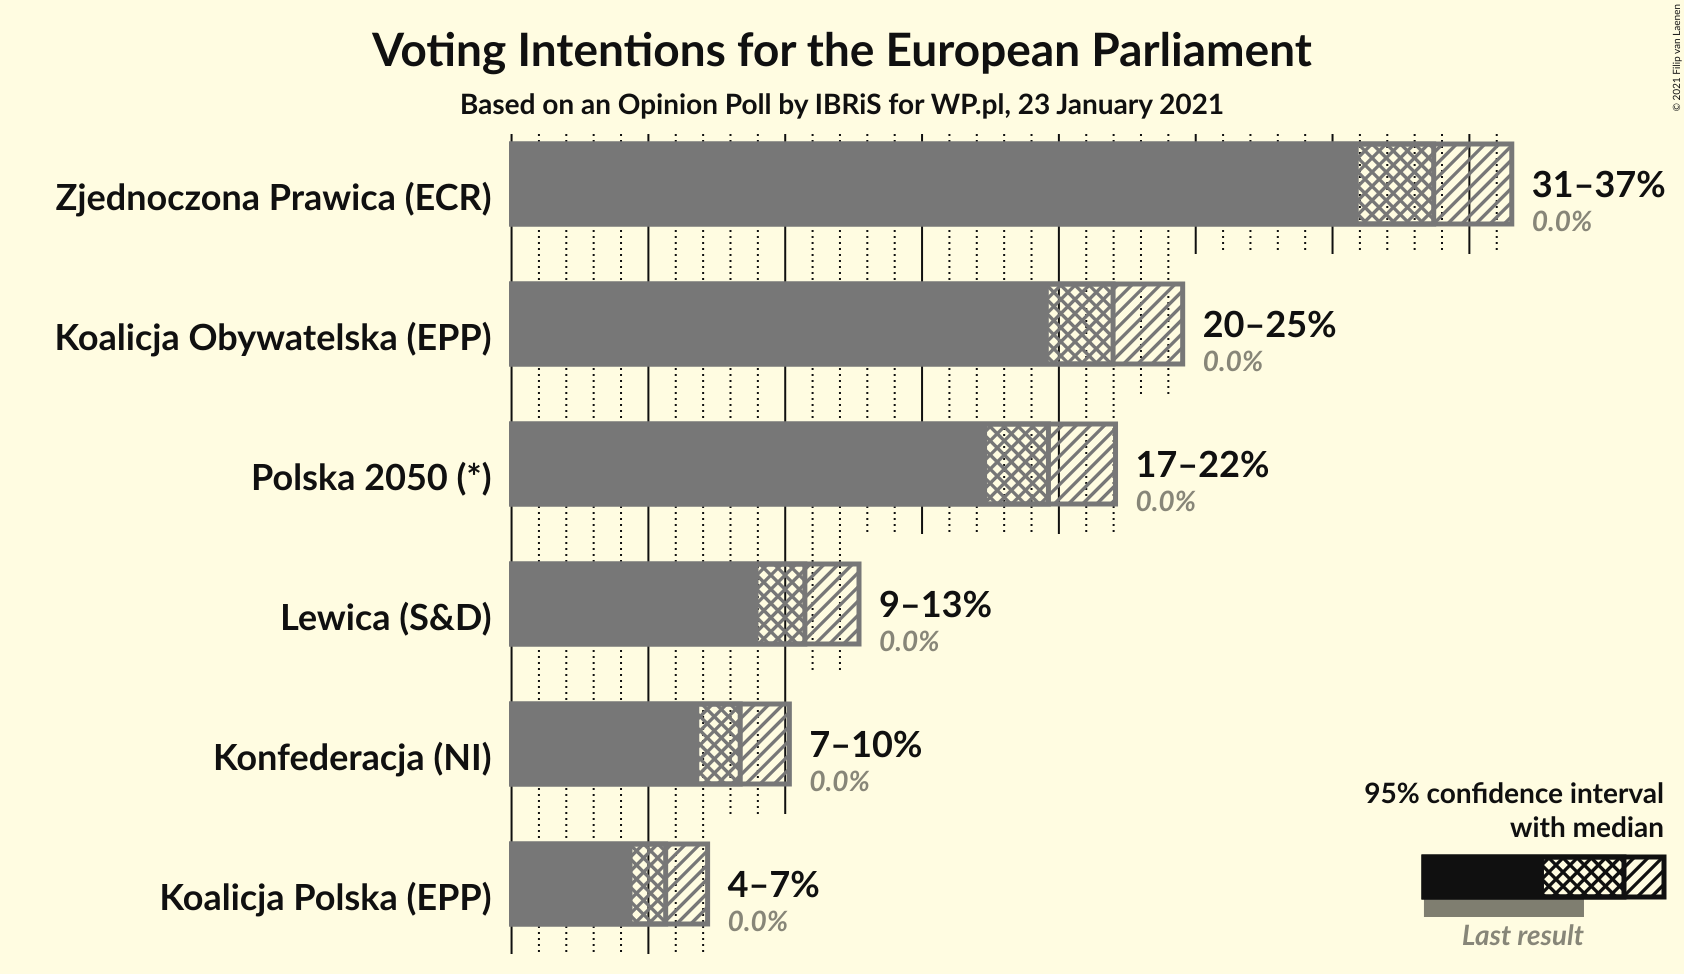 Voting Intentions for the European Parliament
Based on an Opinion Poll by IBRiS for WP.pl, 23 January 2021
© 2021 Filip van Laenen
Zjednoczona Prawica (ECR)
31–37%
0.0%
Koalicja Obywatelska (EPP)
20–25%
0.0%
Polska 2050 (*)
17–22%
0.0%
Lewica (S&D)
9–13%
0.0%
Konfederacja (NI)
7–10%
0.0%
Koalicja Polska (EPP)
4–7%
0.0%
95% confidence interval
with median
Last result